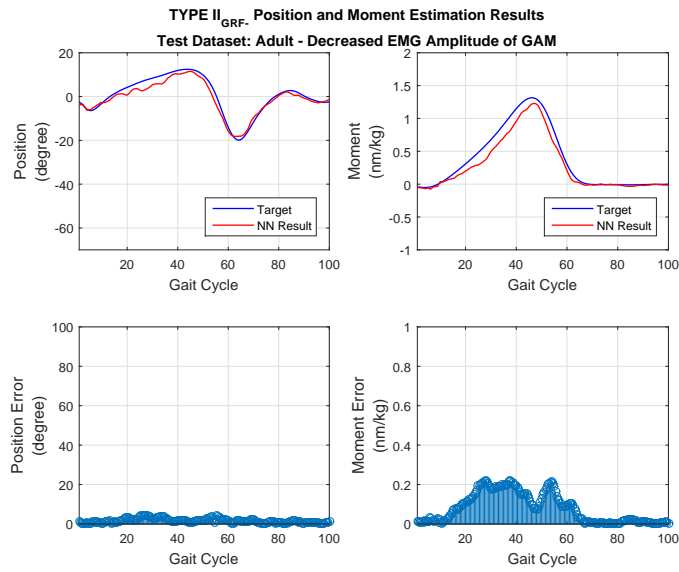 TYPE II_GRF- Position and Moment Estimation Results
Test Dataset: Adult - Decreased EMG Amplitude of GAM
20
0
-20
-40
-60
Position
(degree)
Target
NN Result
20 40 60 80 100
Gait Cycle
2
1.5
1
0.5
0
-0.5
-1
Moment
(nm/kg)
Target
NN Result
20 40 60 80 100
Gait Cycle
100
80
60
40
20
0
Position Error
(degree)
20 40 60 80 100
Gait Cycle
1
0.8
0.6
0.4
0.2
0
Moment Error
(nm/kg)
20 40 60 80 100
Gait Cycle